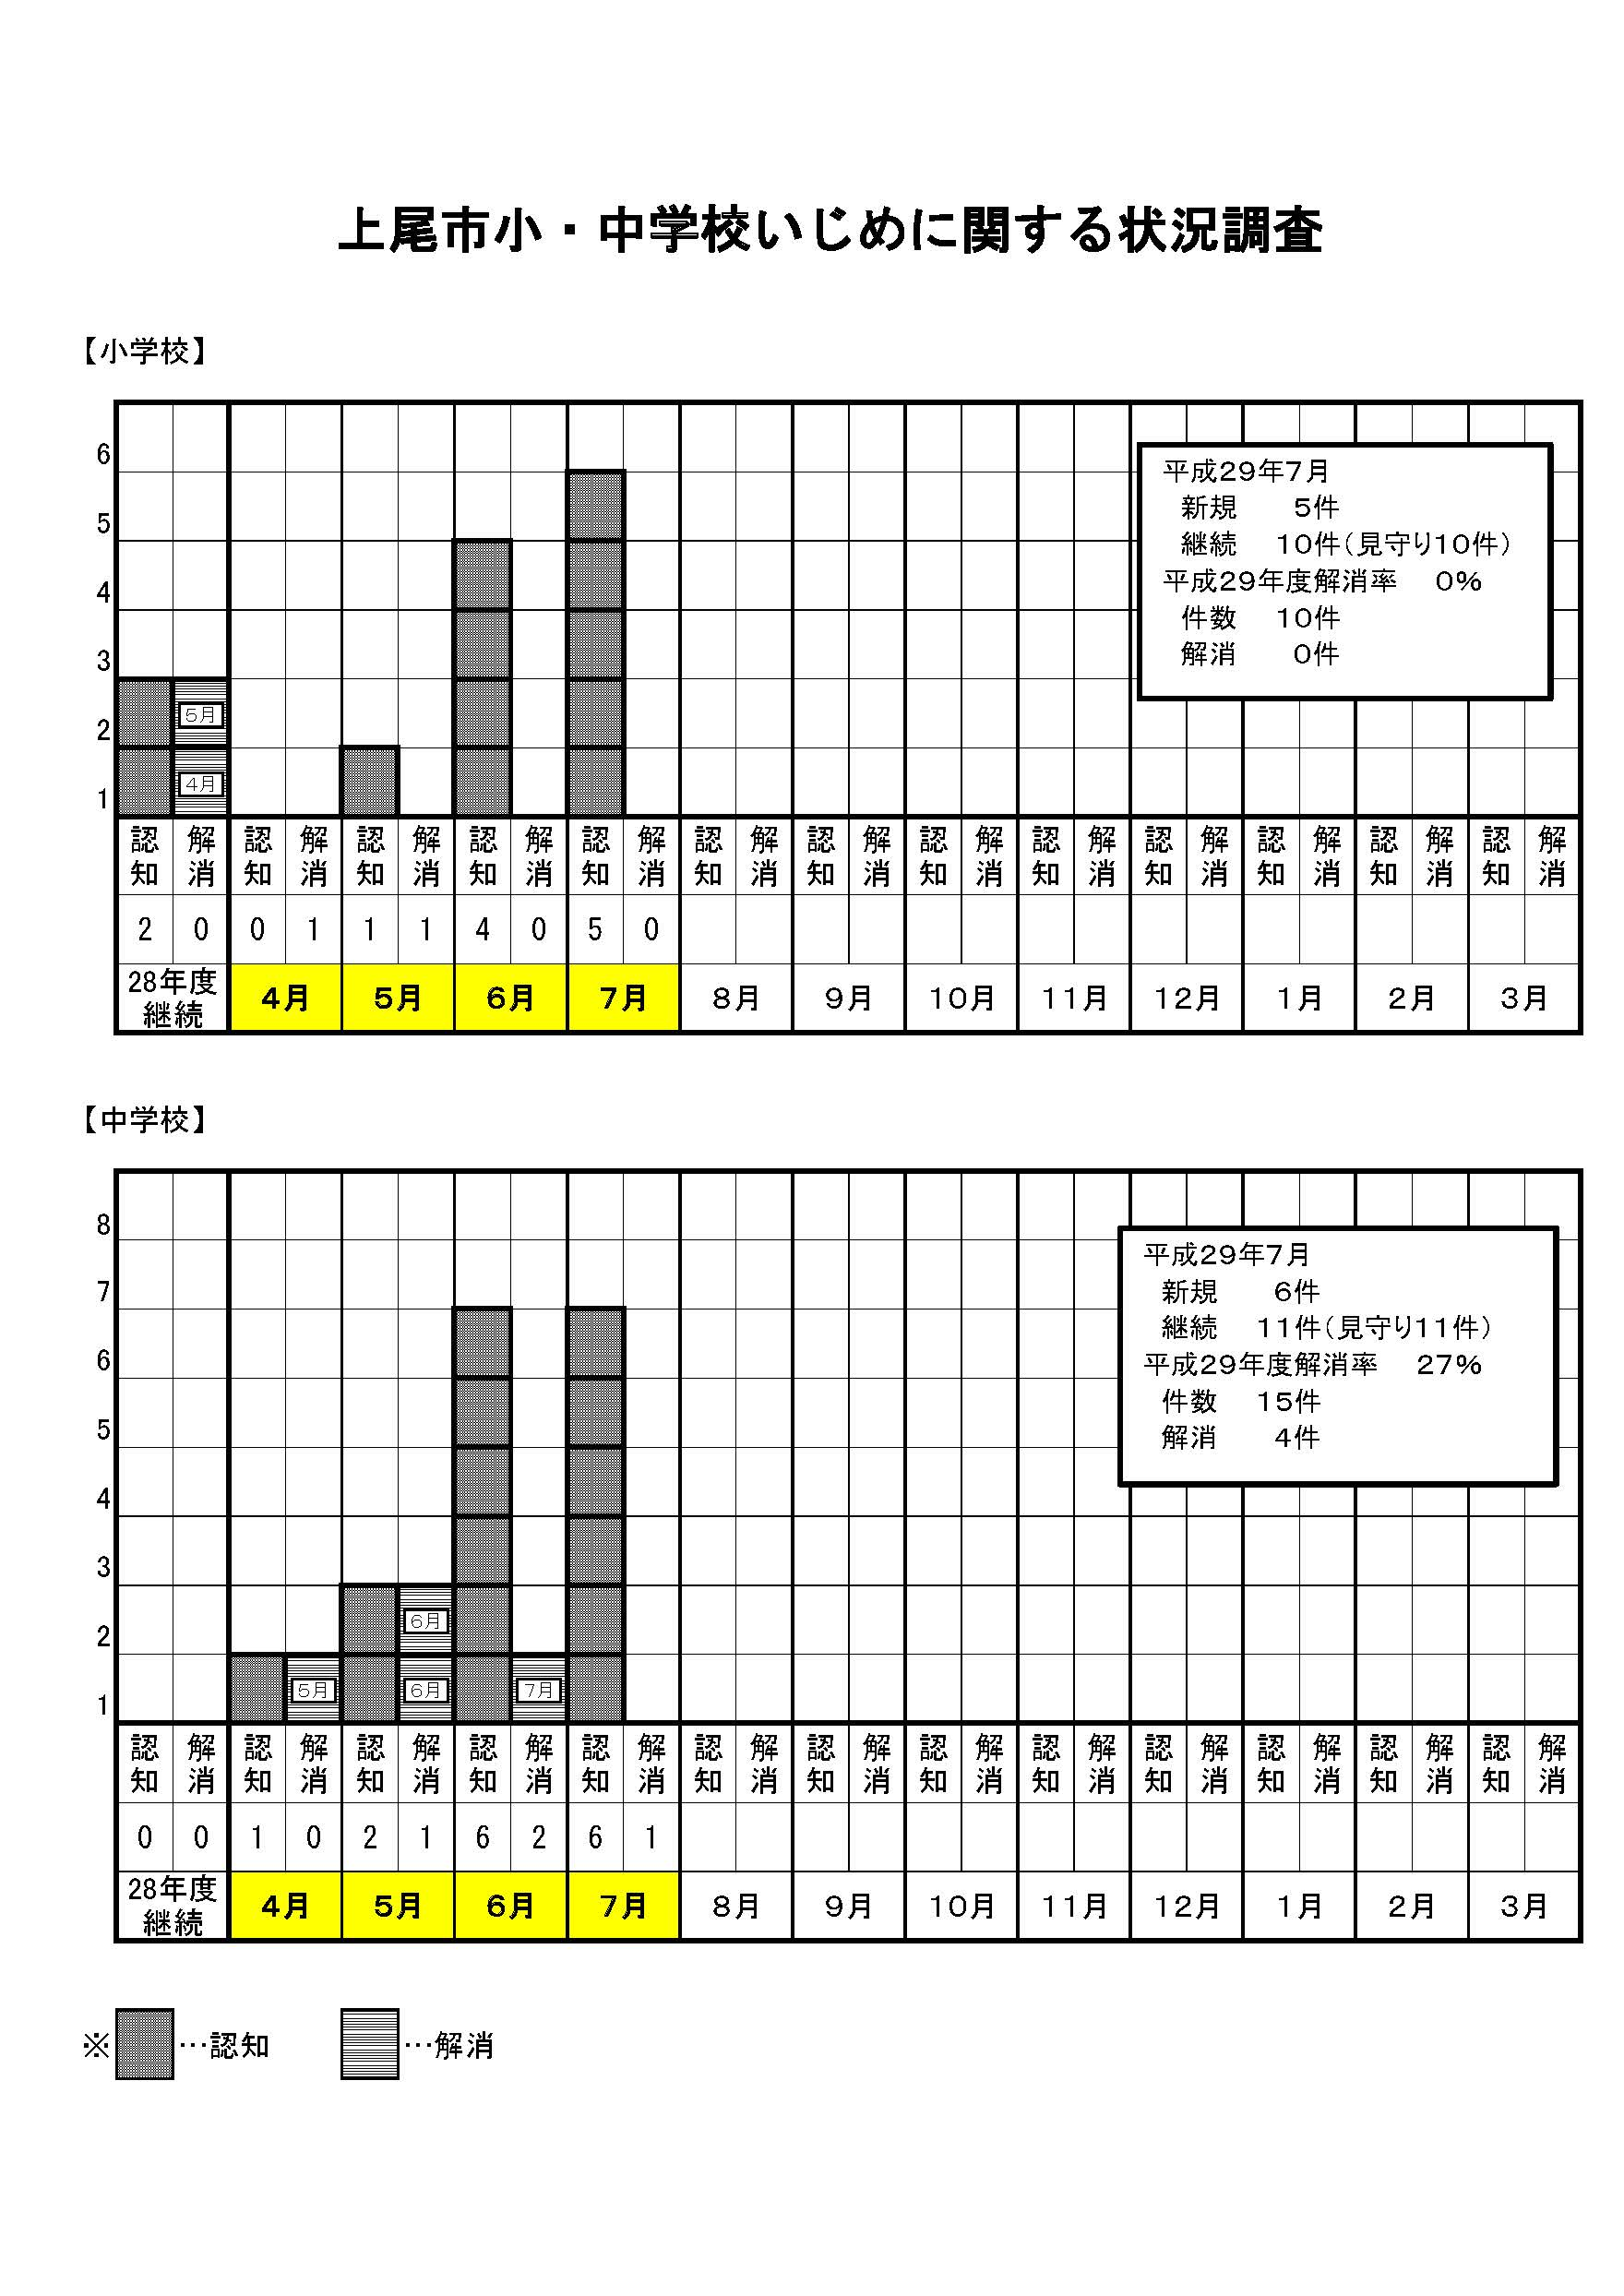 上尾市小・中学校いじめに関する状況調査
【小学校】
6
5
4
3
2
1
5月
4月
平成29年7月
新規 5件
継続 10件(見守り10件)
平成29年度解消率 0%
件数 10件
解消 0件
認知 解消 認知 解消 認知 解消 認知 解消 認知 解消 認知 解消 認知 解消 認知 解消 認知 解消 認知 解消 認知 解消 認知 解消 認知 解消
2 0 0 1 1 1 4 0 5 0
28年度継続 4月 5月 6月 7月 8月 9月 10月 11月 12月 1月 2月 3月
【中学校】
8
7
6
5
4
3
2
1
6月
5月 6月 7月
平成29年7月
新規 6件
継続 11件(見守り11件)
平成29年度解消率 27%
件数 15件
解消 4件
認知 解消 認知 解消 認知 解消 認知 解消 認知 解消 認知 解消 認知 解消 認知 解消 認知 解消 認知 解消 認知 解消 認知 解消 認知 解消
0 0 1 0 2 1 6 2 6 1
28年度継続 4月 5月 6月 7月 8月 9月 10月 11月 12月 1月 2月 3月
※ …認知 …解消